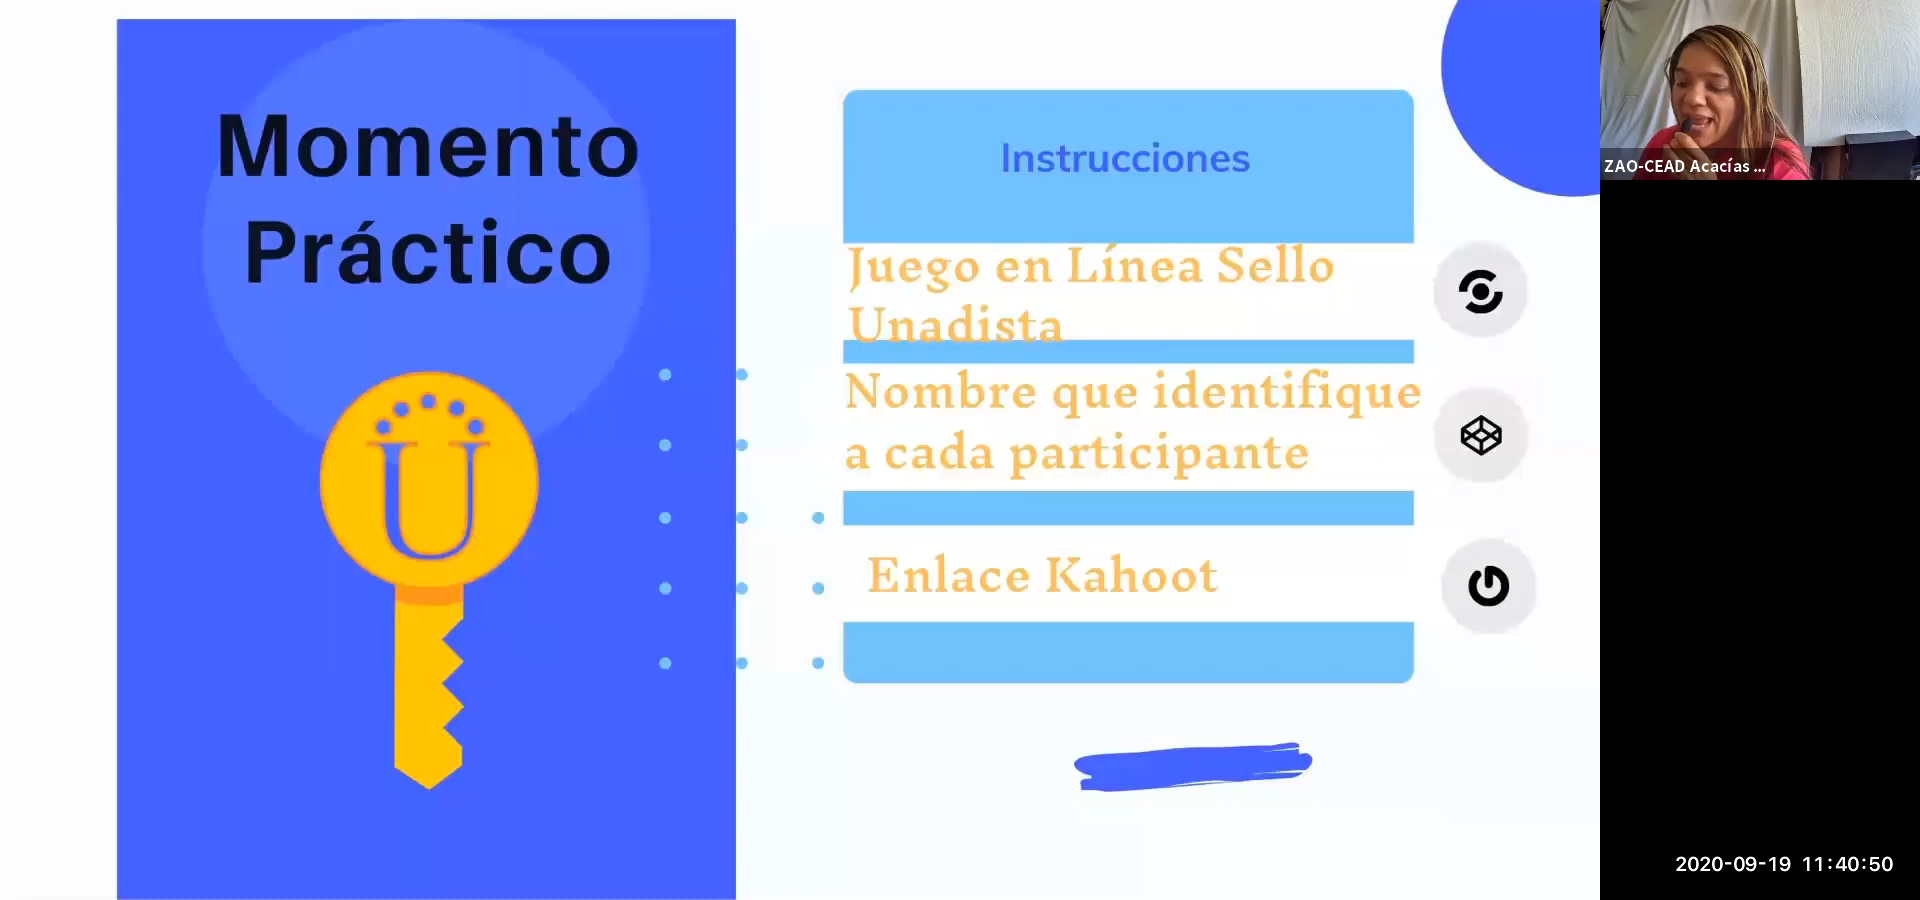 Momento
Práctico
U
Instrucciones
Juego en Línea Sello
Unadista
Nombre que identifique
a cada participante
Enlace Kahoot
ZAO-CEAD Acacías ...
2020-09-19 11:40:50